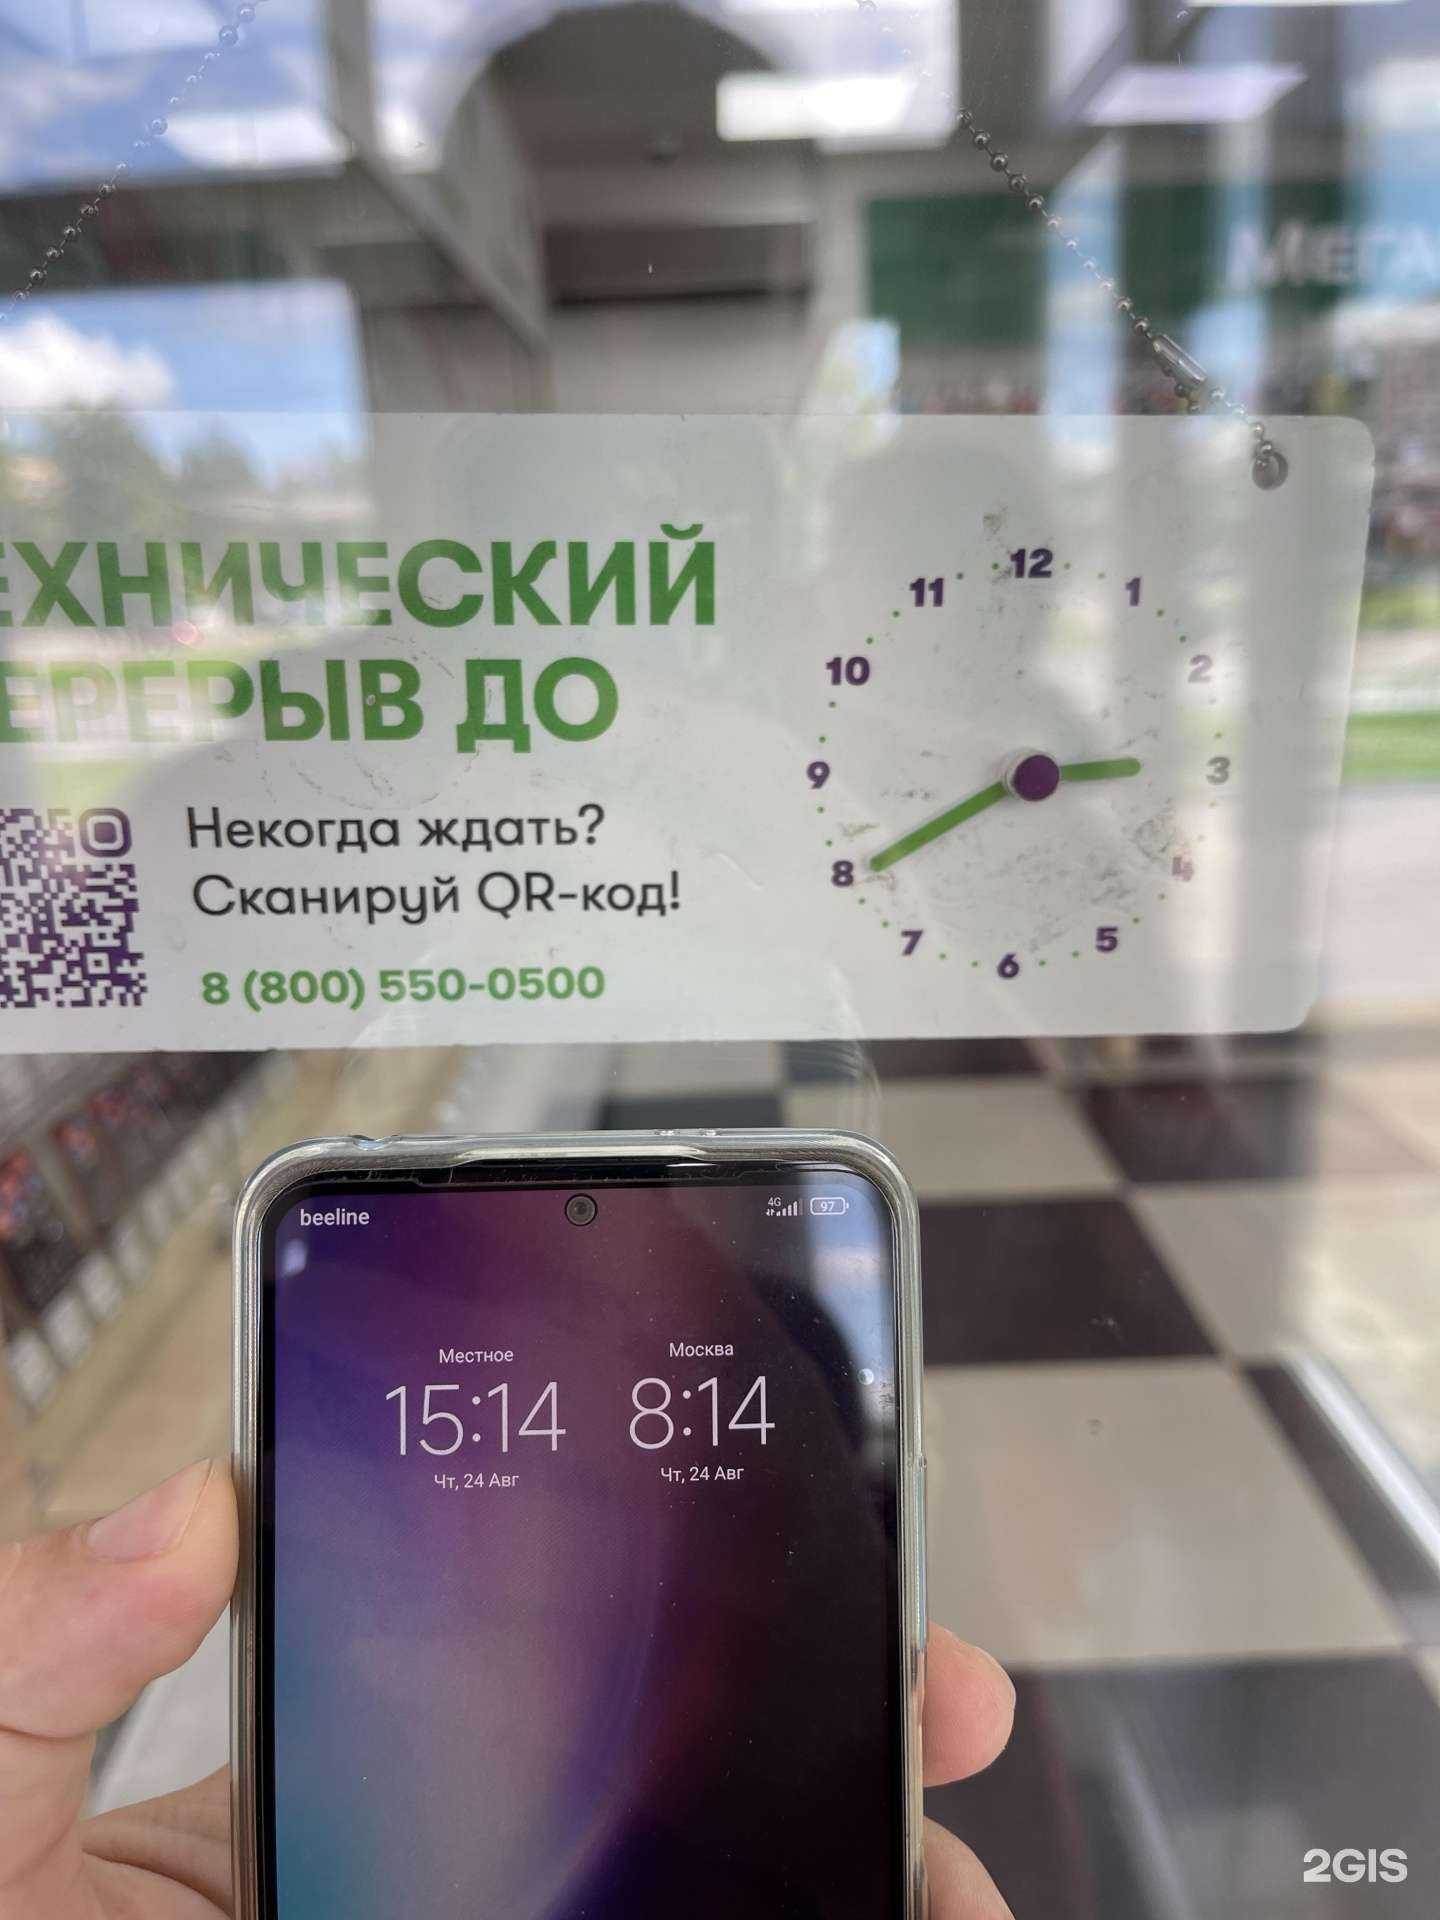 МЕГА
ЕХНИЧЕСКИЙ
ЕРЕРЫВ ДО
Некогда ждать?
Сканируй QR-код!
8 (800) 550-0500
12
1
2
3
4
5
6
7
8
9
10
11
beeline
4G
97
Местное
Москва
15:14
8:14
Чт, 24 Авг
Чт, 24 Авг
2GIS